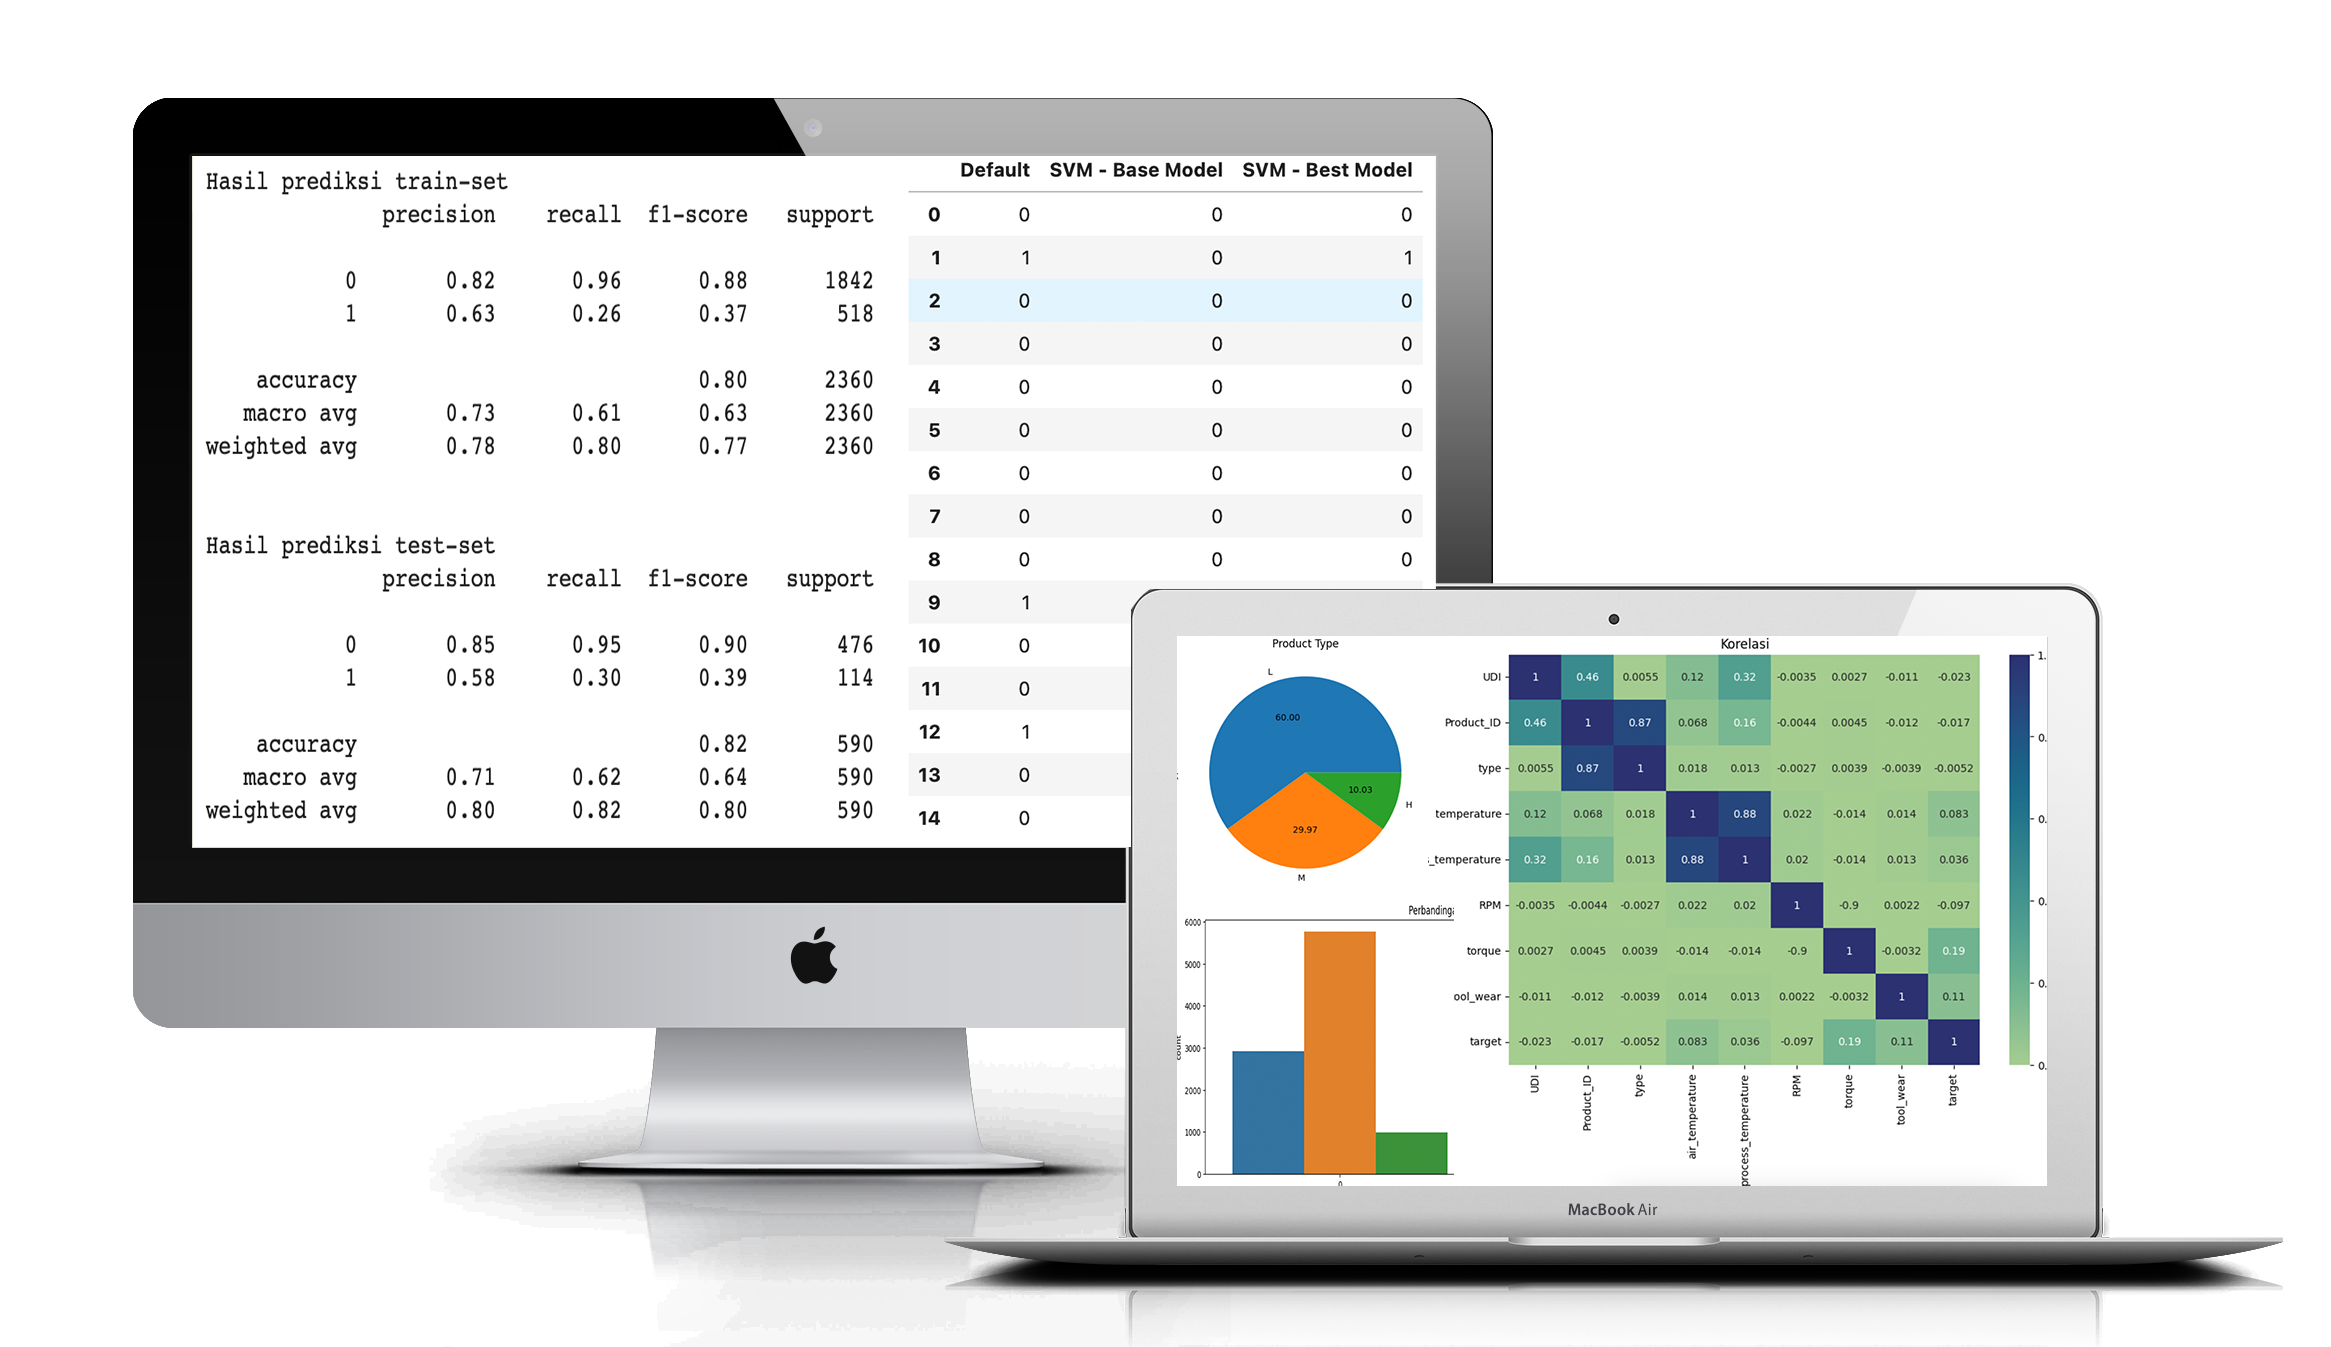 Hasil prediksi train-set
precision recall f1-score support
0 0.82 0.96 0.88 1842
1 0.63 0.26 0.37 518
accuracy 0.80 2360
macro avg 0.73 0.61 0.63 2360
weighted avg 0.78 0.80 0.77 2360
Hasil prediksi test-set
precision recall f1-score support
0 0.85 0.95 0.90 476
1 0.58 0.30 0.39 114
accuracy 0.82 590
macro avg 0.71 0.62 0.64 590
weighted avg 0.80 0.82 0.80 590
Default SVM - Base Model SVM - Best Model
0 0 0 0
1 1 0 1
2 0 0 0
3 0 0 0
4 0 0 0
5 0 0 0
6 0 0 0
7 0 0 0
8 0 0 0
9 1
10 0
11 0
12 1
13 0
14 0
Product Type
L
60.00
10.03
H
29.97
M
Perbandinga
6000
5000
4000
count
3000
2000
1000
0
0
Korelasi
UDI 1 0.46 0.0055 0.12 0.32 -0.0035 0.0027 -0.011 -0.023
Product_ID 0.46 1 0.87 0.068 0.16 -0.0044 0.0045 -0.012 -0.017
type 0.0055 0.87 1 0.018 0.013 -0.0027 0.0039 -0.0039 -0.0052
temperature 0.12 0.068 0.018 1 0.88 0.022 -0.014 0.014 0.083
_temperature 0.32 0.16 0.013 0.88 1 0.02 -0.014 0.013 0.036
RPM -0.0035 -0.0044 -0.0027 0.022 0.02 1 -0.9 0.0022 -0.097
torque 0.0027 0.0045 0.0039 -0.014 -0.014 -0.9 1 -0.0032 0.19
ool_wear -0.011 -0.012 -0.0039 0.014 0.013 0.0022 -0.0032 1 0.11
target -0.023 -0.017 -0.0052 0.083 0.036 -0.097 0.19 0.11 1
UDI Product_ID type air_temperature process_temperature RPM torque tool_wear target
1.
0.
0.
0.
0.
0.
MacBook Air